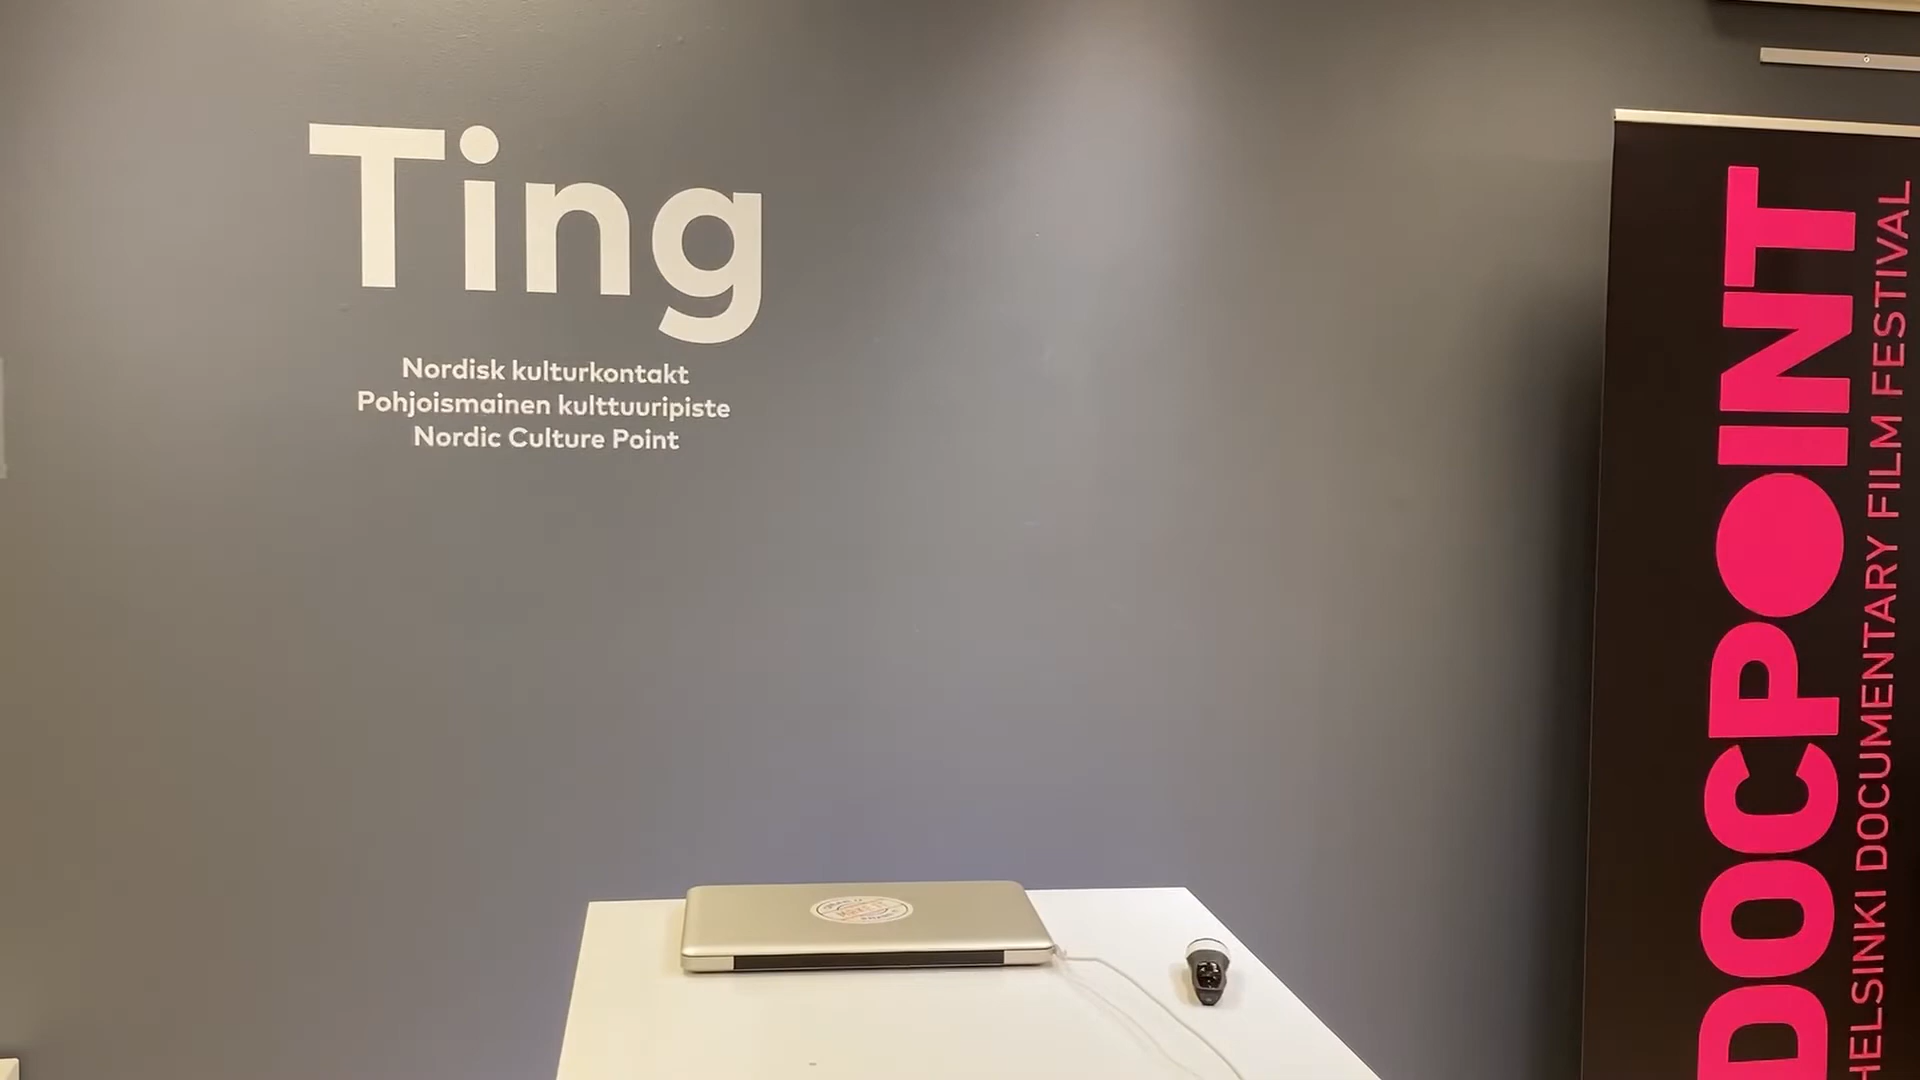 Ting
Nordisk kulturkontakt
Pohjoismainen kulttuuripiste
Nordic Culture Point
DOCPOINT
HELSINKI DOCUMENTARY FILM FESTIVAL